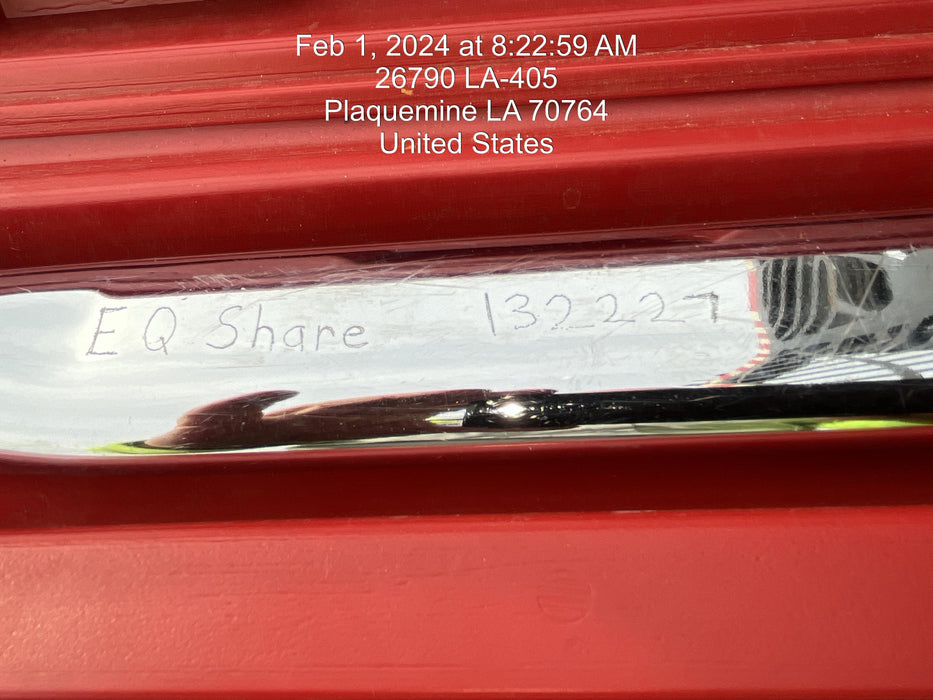 Feb 1, 2024 at 8:22:59 AM
26790 LA-405
Plaquemine LA 70764
United States
EQ Share 132227